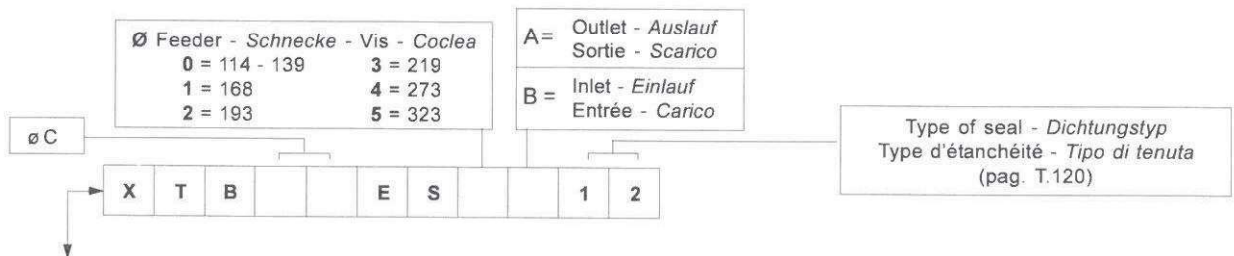 Ø Feeder - Schnecke - Vis - Coclea
0 = 114 - 139 3 = 219
1 = 168 4 = 273
2 = 193 5 = 323
A = Outlet - Auslauf
Sortie - Scarico
B = Inlet - Einlauf
Entrée - Carico
ø C
Type of seal - Dichtungstyp
Type d'étanchéité - Tipo di tenuta
(pag. T.120)
X T B E S 1 2